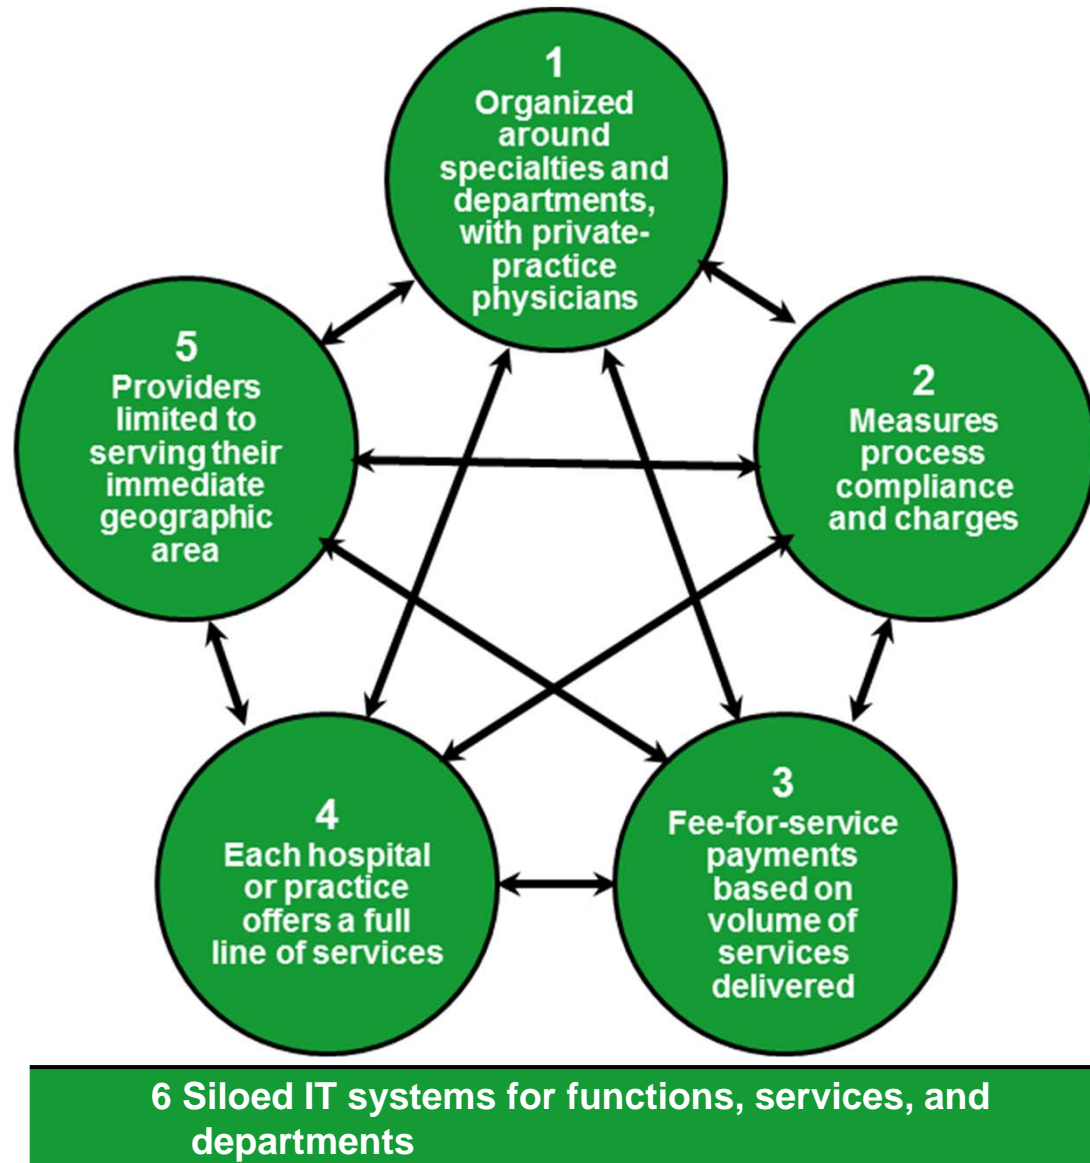 1
Organized
around
specialties and
departments,
with private-
practice
physicians
5
Providers
limited to
serving their
immediate
geographic
area
2
Measures
process
compliance
and charges
4
Each hospital
or practice
offers a full
line of services
3
Fee-for-service
payments
based on
volume of
services
delivered
6 Siloed IT systems for functions, services, and
departments